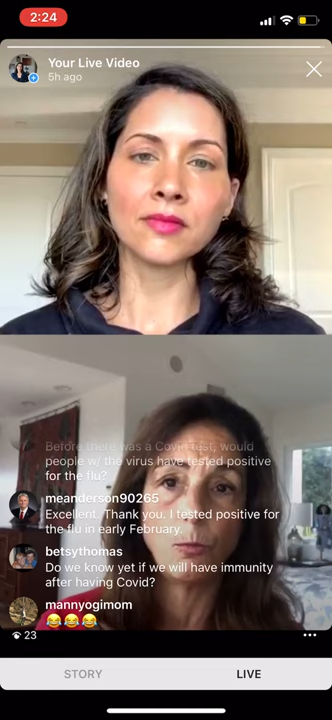 2:24
Your Live Video
5h ago
Before there was a Covid test, would
people w/ the virus have tested positive
for the flu?
meanderson90265
Excellent. Thank you. I tested positive for
the flu in early February.
betsythomas
Do we know yet if we will have immunity
after having Covid?
mannyogimom
😂😂😂
23
STORY
LIVE